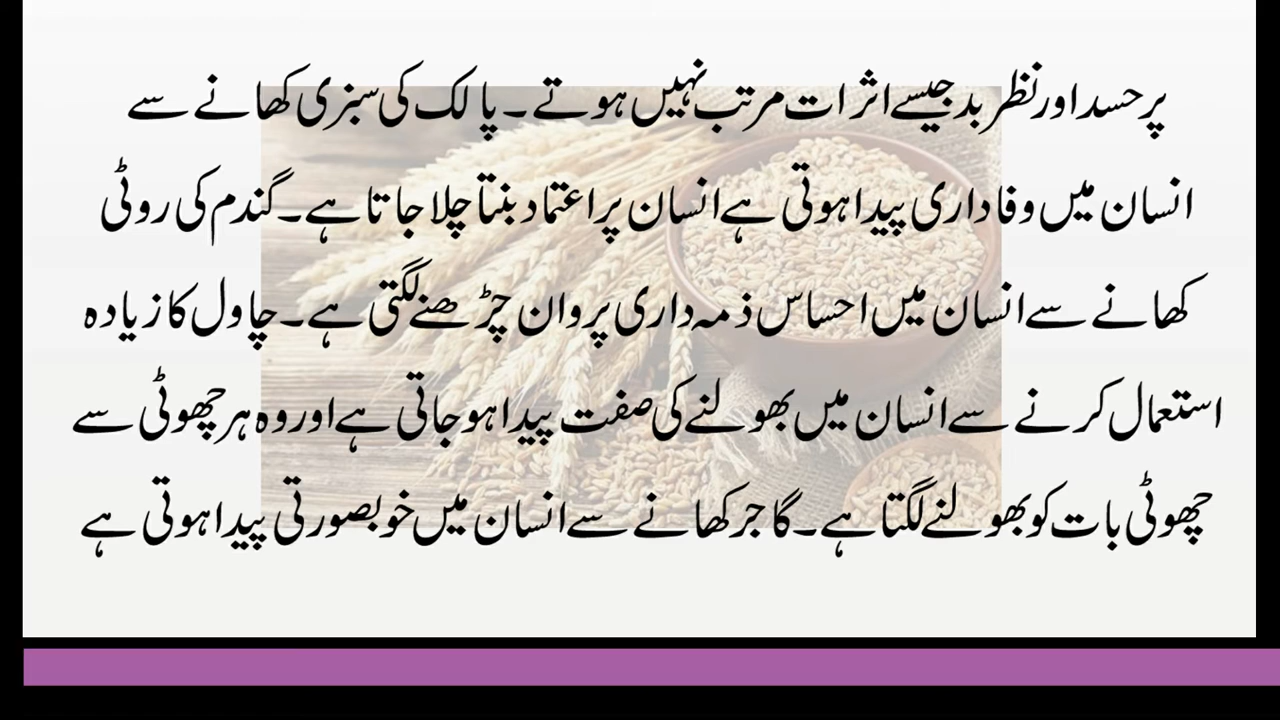 پر حسد اور نظر بد جیسے اثرات مرتب نہیں ہوتے ۔ پالک کی سبزی کھانے سے
انسان میں وفاداری پیدا ہوتی ہے انسان پر اعتماد بنتا چلا جاتا ہے۔ گندم کی روٹی
کھانے سے انسان میں احساس ذمہ داری پروان چڑھنے لگتی ہے۔ چاول کا زیادہ
استعمال کرنے سے انسان میں بھولنے کی صفت پیدا ہو جاتی ہے اور وہ ہر چھوٹی سے
چھوٹی بات کو بھولنے لگتا ہے۔ گاجر کھانے سے انسان میں خوبصورتی پیدا ہوتی ہے